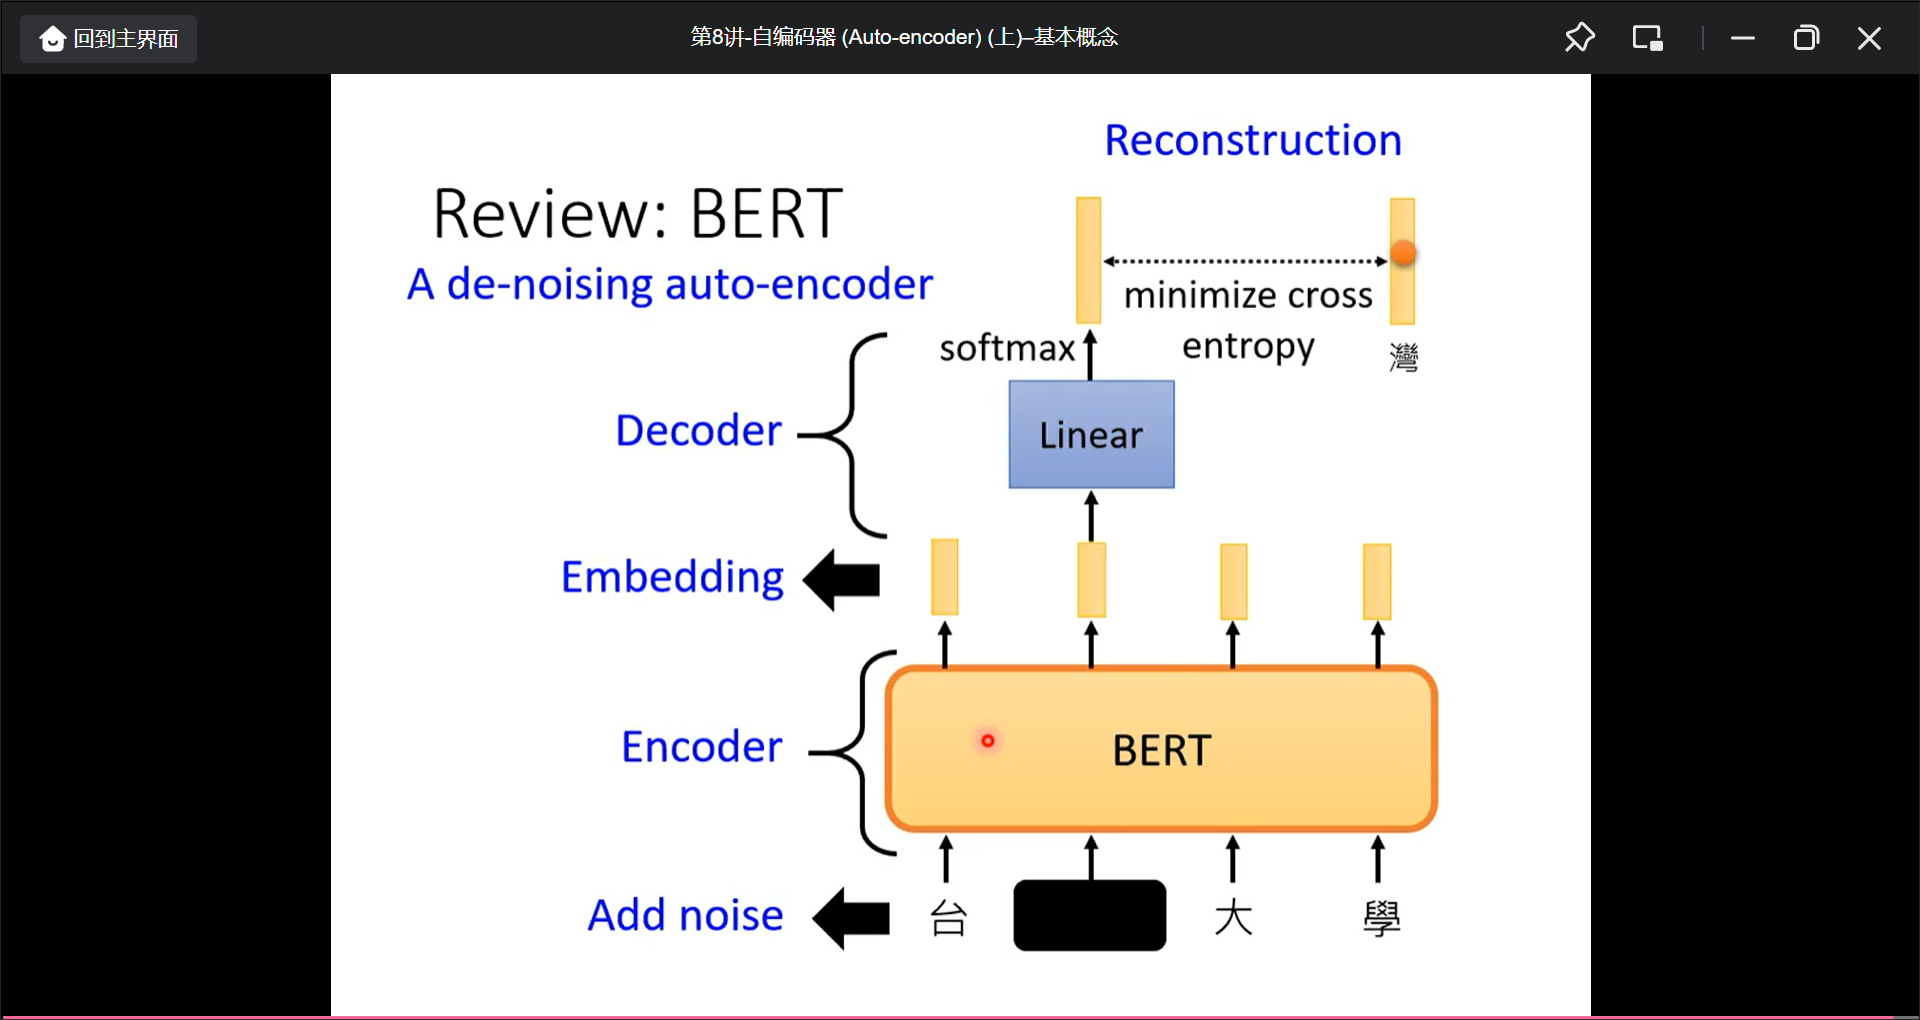 回到主界面
第8讲-自编码器 (Auto-encoder) (上)–基本概念
Reconstruction
Review: BERT
A de-noising auto-encoder
minimize cross
entropy
softmax
灣
Linear
Decoder
Embedding
Encoder
BERT
Add noise
台 大 學